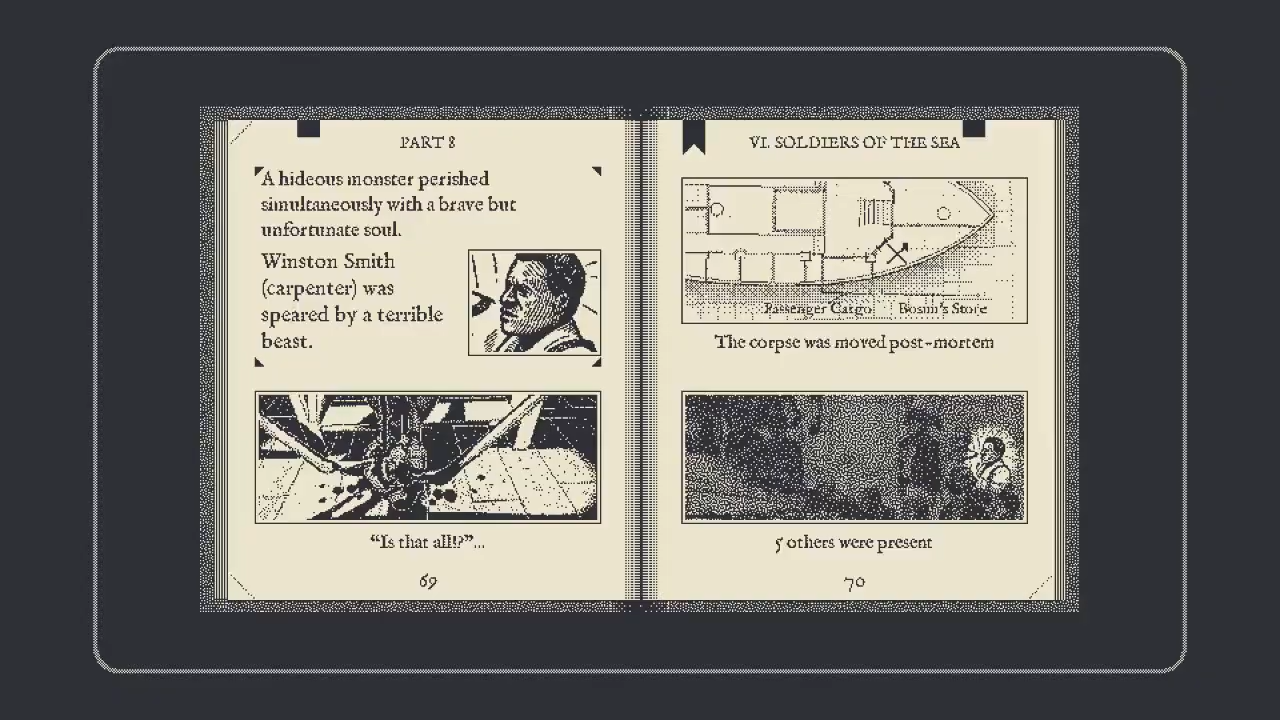 PART 8
A hideous monster perished
simultaneously with a brave but
unfortunate soul.
Winston Smith
(carpenter) was
speared by a terrible
beast.
"Is that all!?"...
69
VI. SOLDIERS OF THE SEA
Passenger Cargo
Bosun's Store
The corpse was moved post-mortem
5 others were present
70